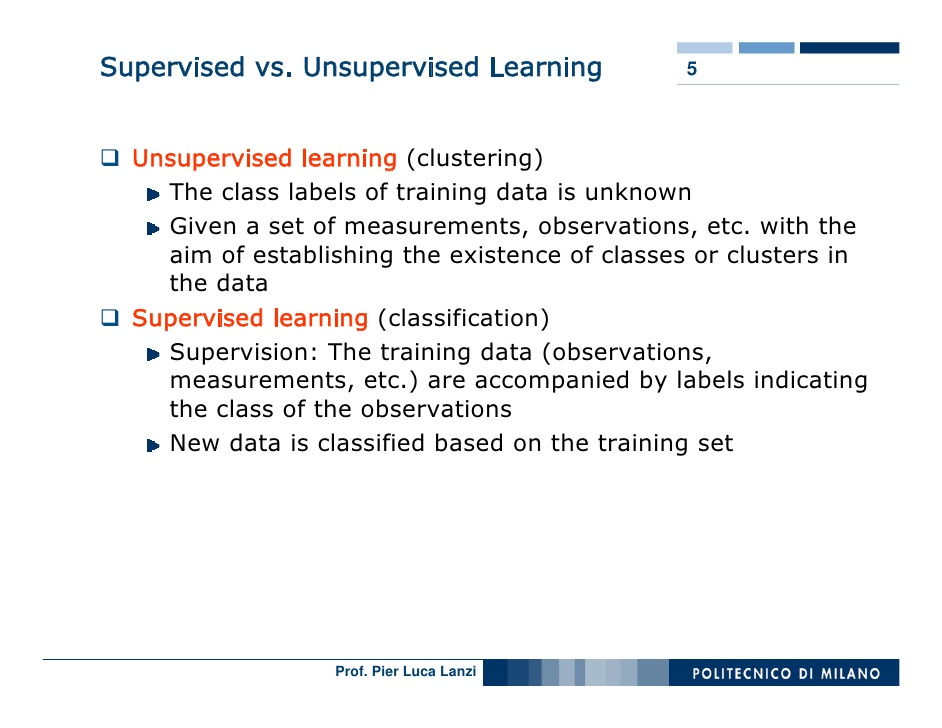 Supervised vs. Unsupervised Learning
5
Unsupervised learning (clustering)
The class labels of training data is unknown
Given a set of measurements, observations, etc. with the
aim of establishing the existence of classes or clusters in
the data
Supervised learning (classification)
Supervision: The training data (observations,
measurements, etc.) are accompanied by labels indicating
the class of the observations
New data is classified based on the training set
Prof. Pier Luca Lanzi
POLITECNICO DI MILANO